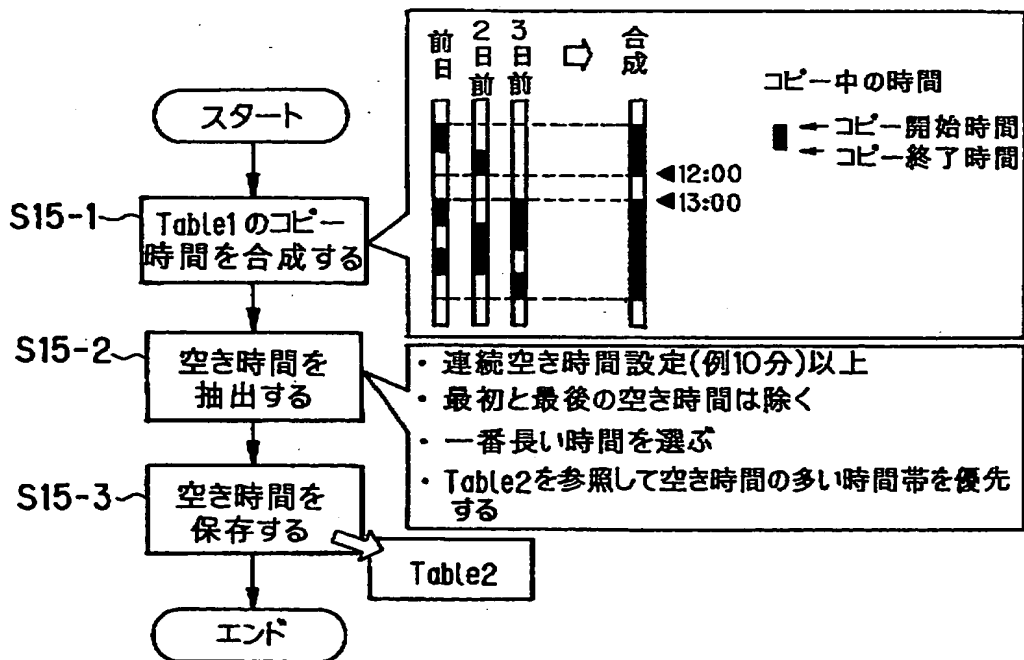 スタート
S15-1
Table1のコピー
時間を合成する
前日
2日前
3日前
合成
◀12:00
◀13:00
コピー中の時間
コピー開始時間
コピー終了時間
S15-2
空き時間を
抽出する
・ 連続空き時間設定(例10分)以上
・ 最初と最後の空き時間は除く
・ 一番長い時間を選ぶ
・ Table2を参照して空き時間の多い時間帯を優先
する
S15-3
空き時間を
保存する
Table2
エンド